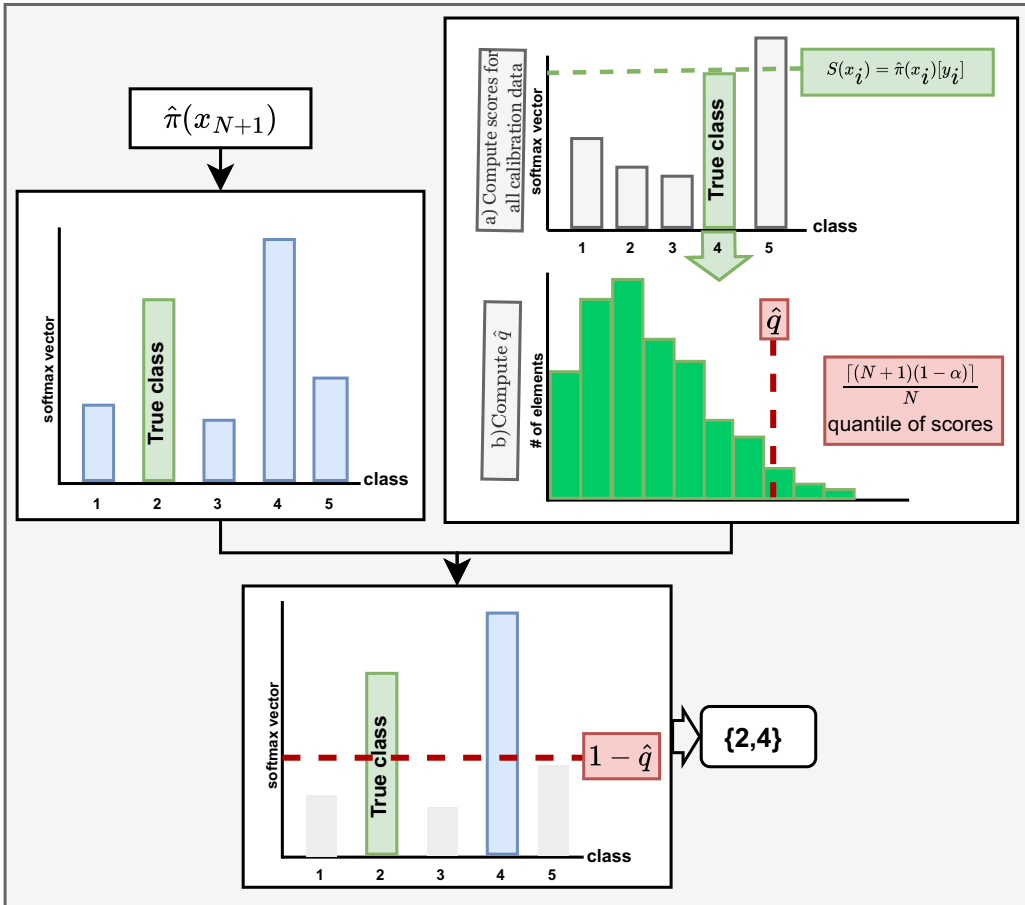 π̂(x_{N+1})
softmax vector
True class
class
1 2 3 4 5
a) Compute scores for
all calibration data
softmax vector
True class
S(x_i) = π̂(x_i)[y_i]
class
1 2 3 4 5
b) Compute q̂
# of elements
q̂
⌈(N + 1)(1 − α)⌉
N
quantile of scores
softmax vector
True class
1 − q̂
class
1 2 3 4 5
{2,4}